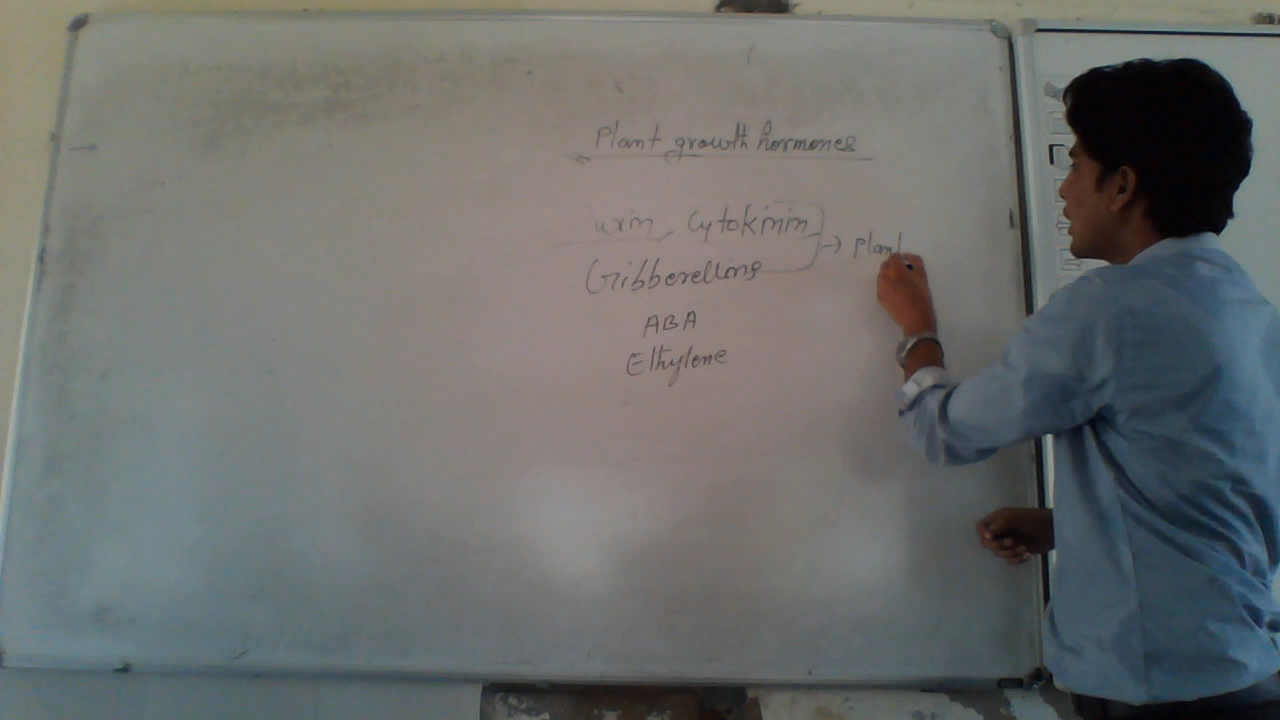 Plant growth hormones
uxin, Cytokinin
Gibberellins → plant
ABA
Ethylene